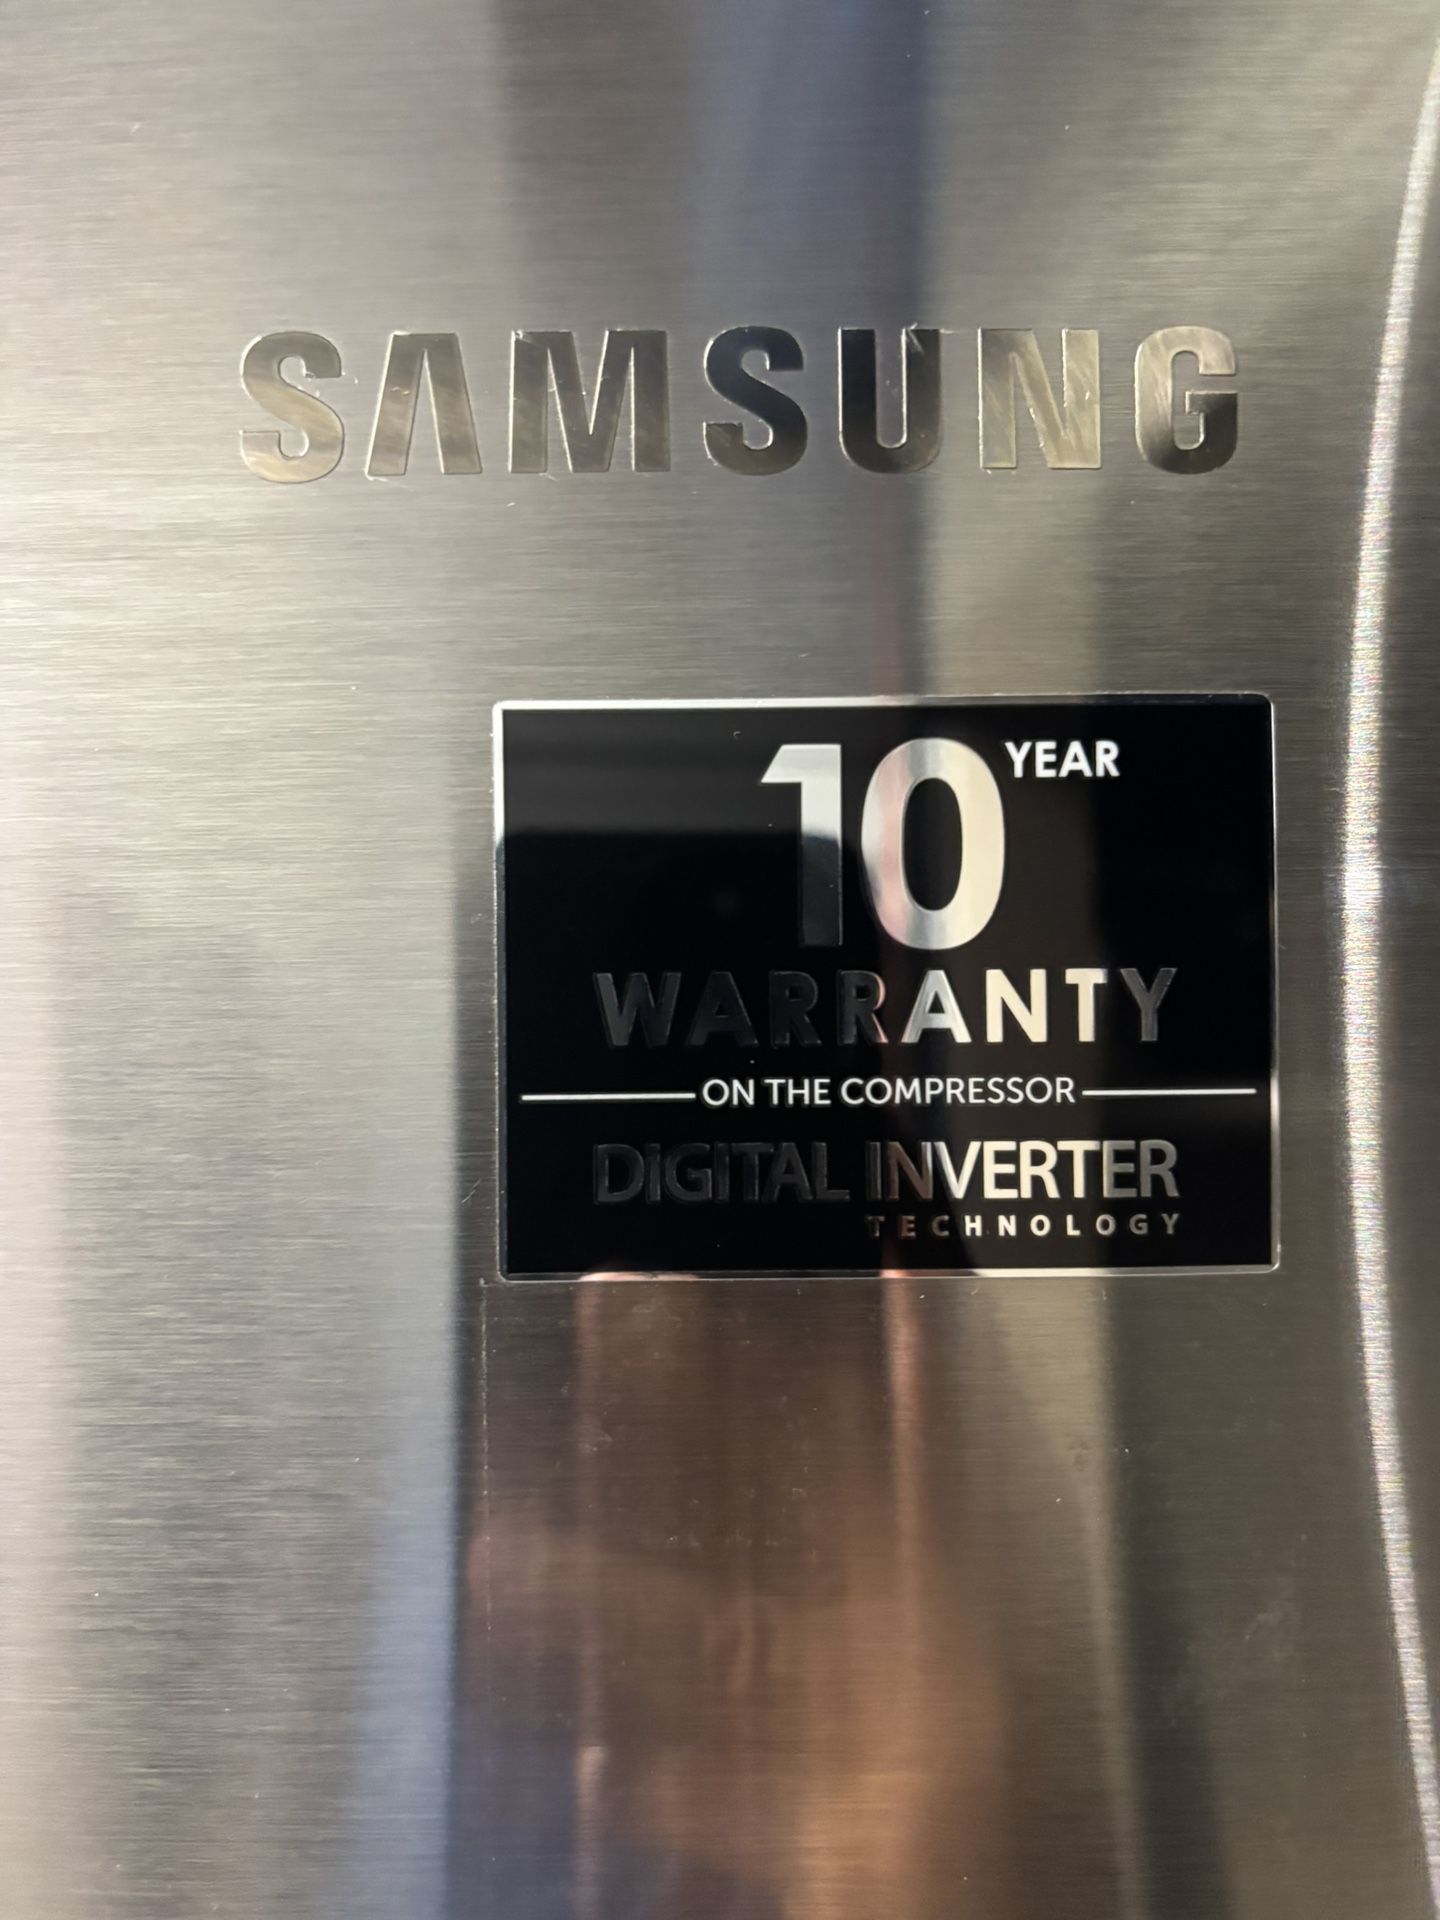 SAMSUNG
10 YEAR
WARRANTY
ON THE COMPRESSOR
DIGITAL INVERTER
TECHNOLOGY